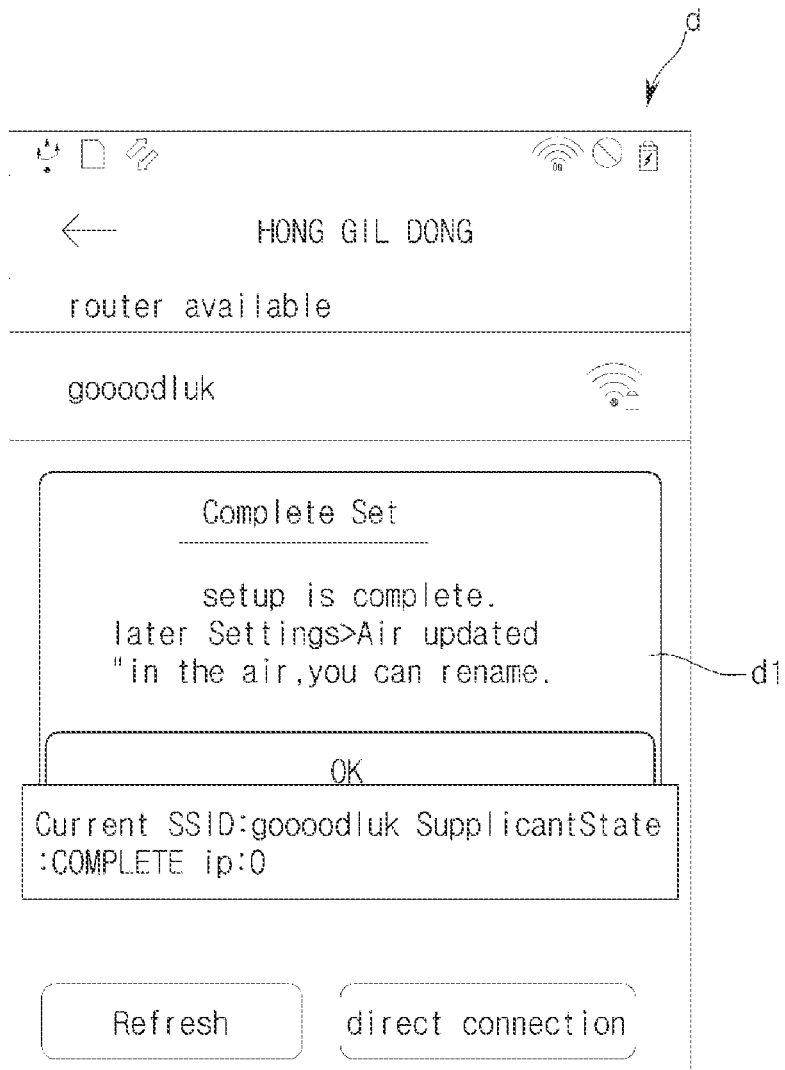 d
HONG GIL DONG
router available
goooodluk
Complete Set
setup is complete.
later Settings>Air updated
"in the air,you can rename.
d1
OK
Current SSID:goooodluk SupplicantState
:COMPLETE ip:0
Refresh
direct connection